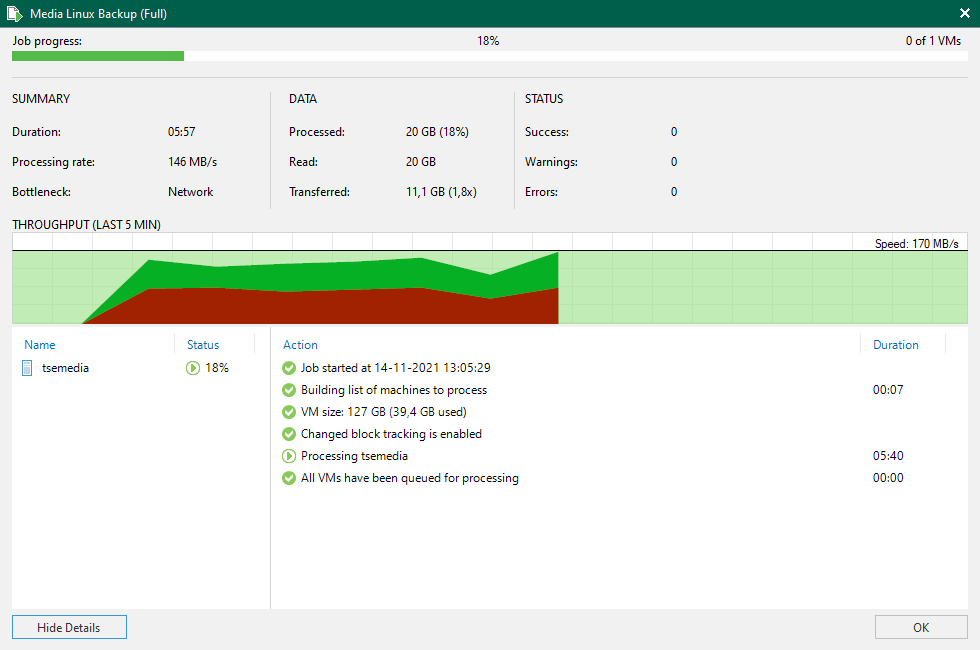 Media Linux Backup (Full)
Job progress: 18% 0 of 1 VMs
SUMMARY DATA STATUS
Duration: 05:57 Processed: 20 GB (18%) Success: 0
Processing rate: 146 MB/s Read: 20 GB Warnings: 0
Bottleneck: Network Transferred: 11,1 GB (1,8x) Errors: 0
THROUGHPUT (LAST 5 MIN)
Speed: 170 MB/s
Name Status Action Duration
tsemedia 18% Job started at 14-11-2021 13:05:29
Building list of machines to process 00:07
VM size: 127 GB (39,4 GB used)
Changed block tracking is enabled
Processing tsemedia 05:40
All VMs have been queued for processing 00:00
Hide Details OK